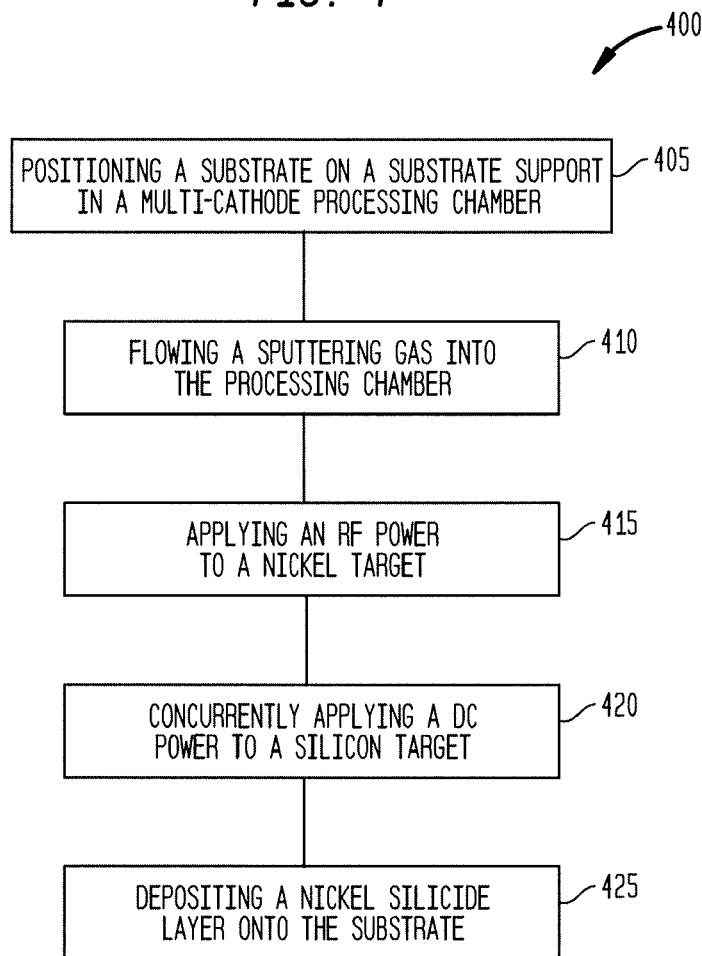 400
POSITIONING A SUBSTRATE ON A SUBSTRATE SUPPORT
IN A MULTI-CATHODE PROCESSING CHAMBER
405
FLOWING A SPUTTERING GAS INTO
THE PROCESSING CHAMBER
410
APPLYING AN RF POWER
TO A NICKEL TARGET
415
CONCURRENTLY APPLYING A DC
POWER TO A SILICON TARGET
420
DEPOSITING A NICKEL SILICIDE
LAYER ONTO THE SUBSTRATE
425